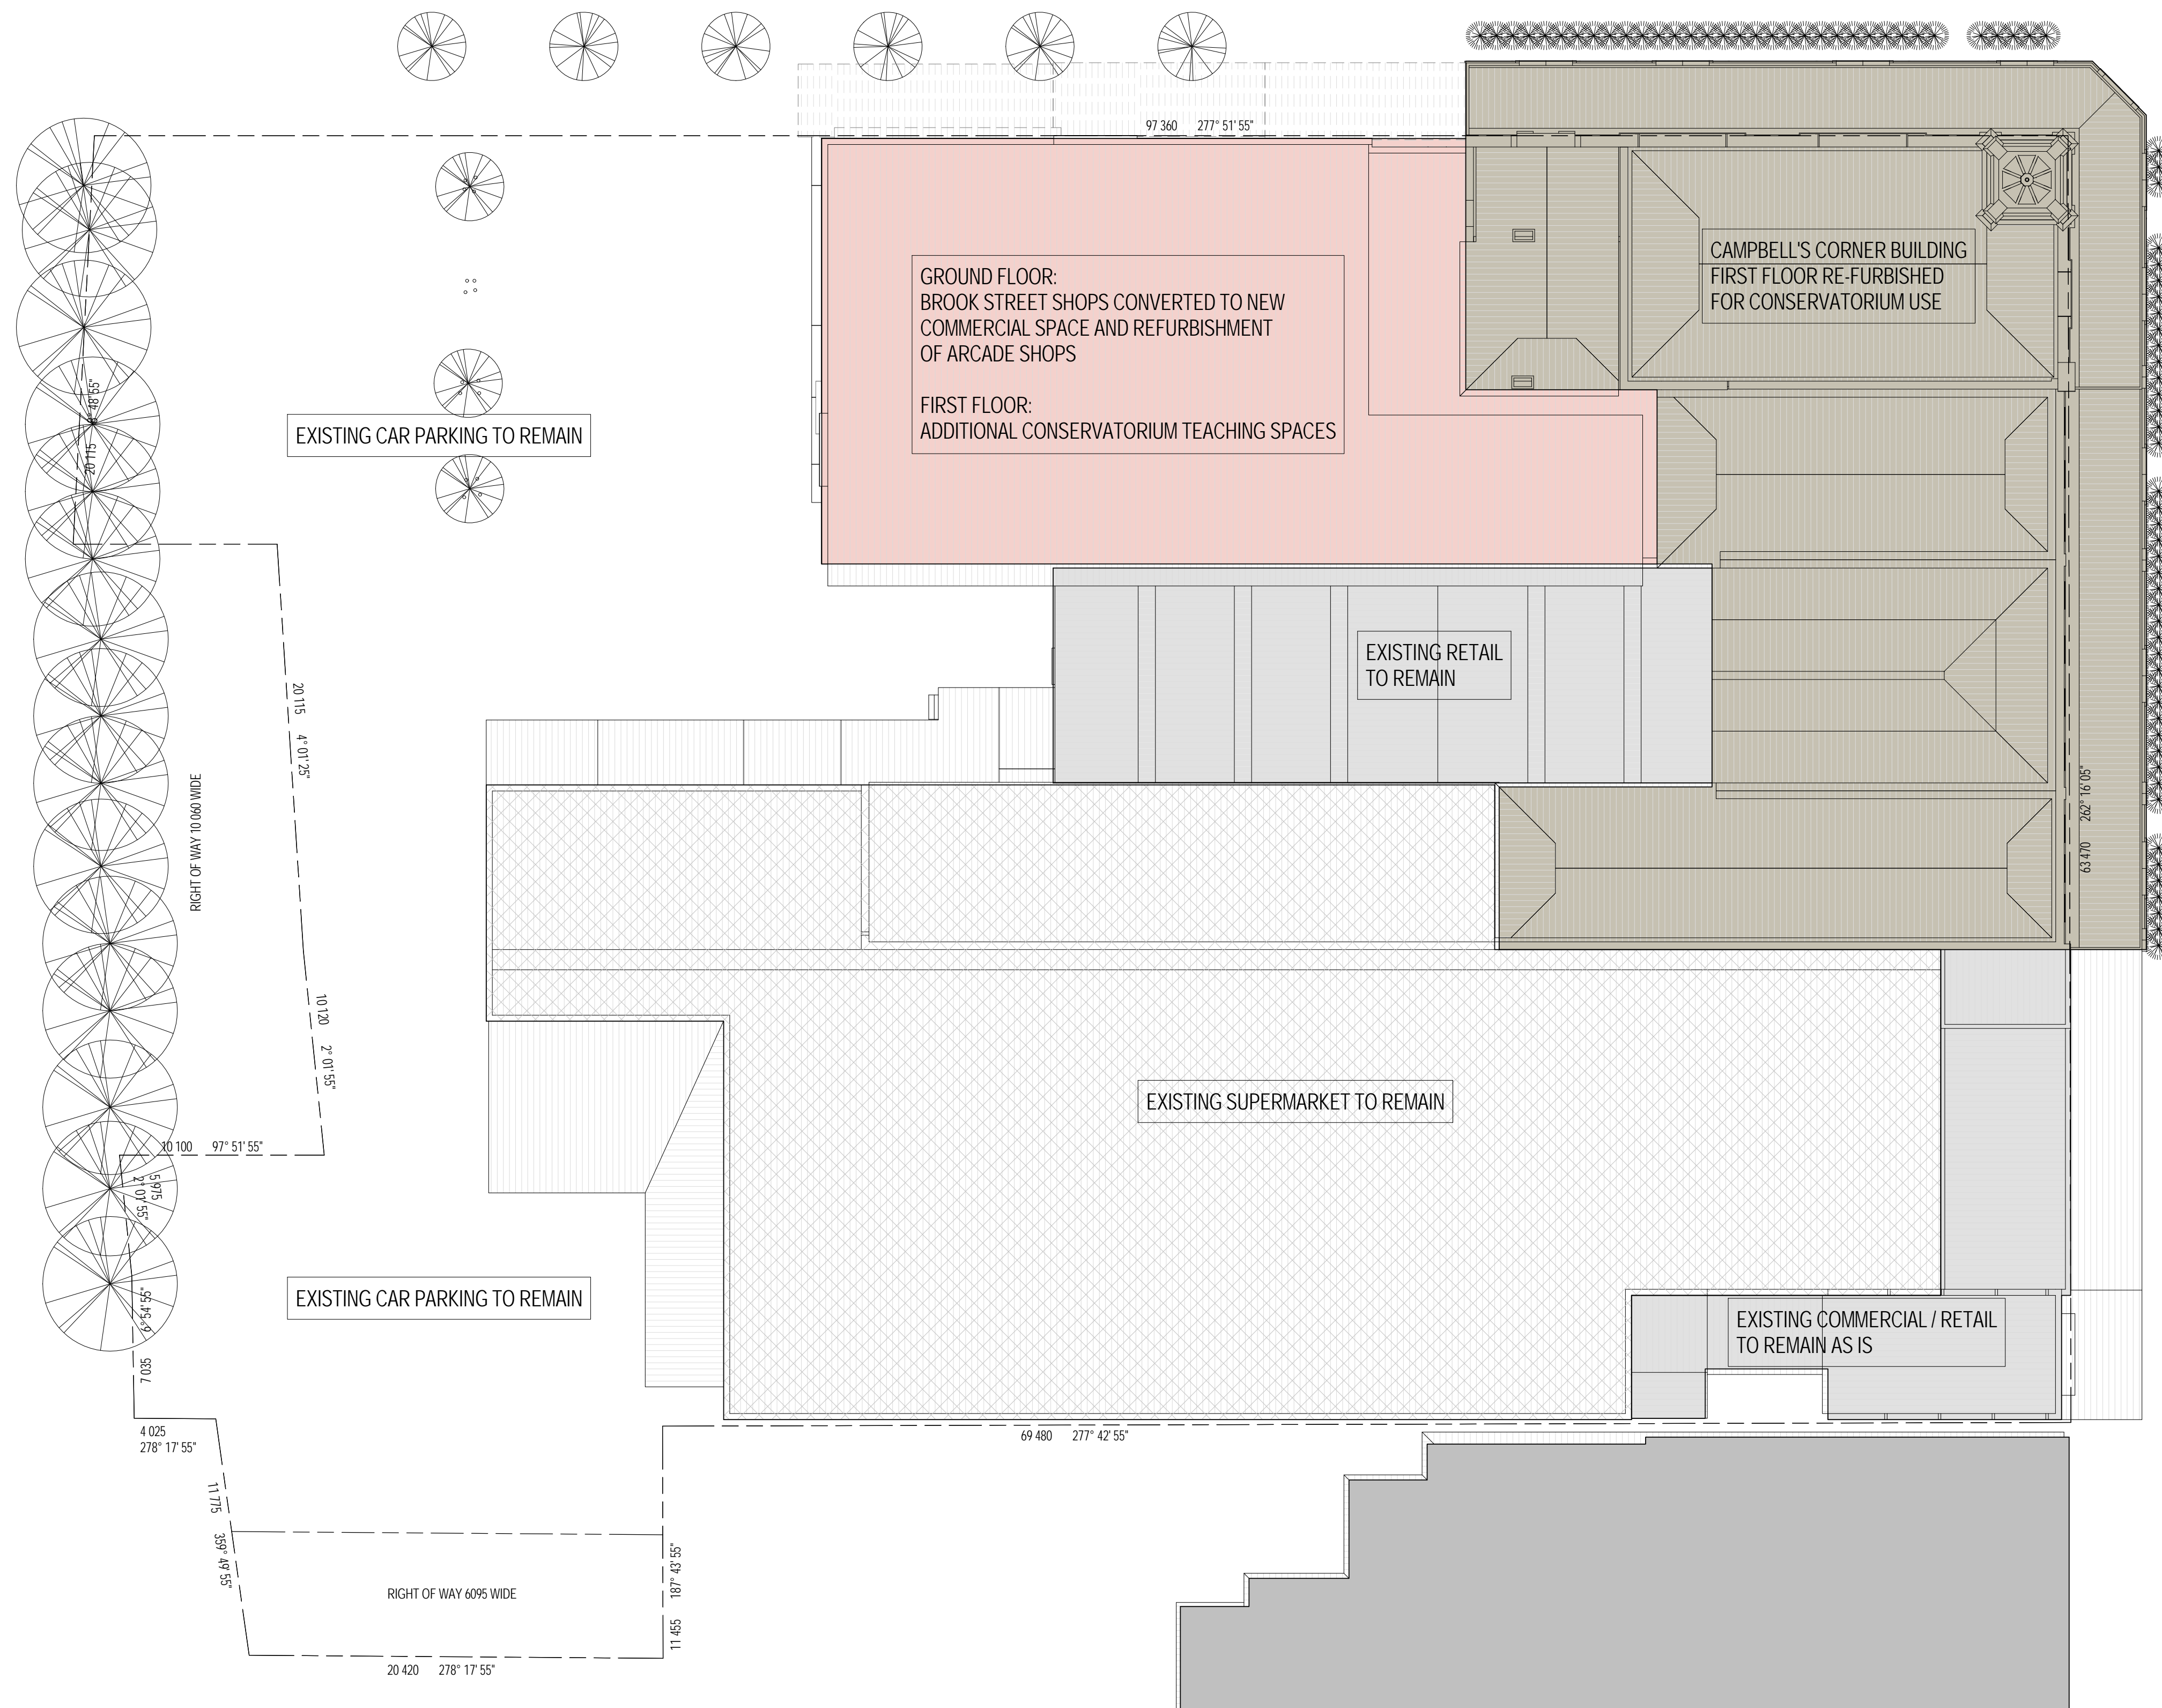 97 360 277° 51' 55"
GROUND FLOOR:
BROOK STREET SHOPS CONVERTED TO NEW
COMMERCIAL SPACE AND REFURBISHMENT
OF ARCADE SHOPS
FIRST FLOOR:
ADDITIONAL CONSERVATORIUM TEACHING SPACES
CAMPBELL'S CORNER BUILDING
FIRST FLOOR RE-FURBISHED
FOR CONSERVATORIUM USE
EXISTING CAR PARKING TO REMAIN
20 115 48' 55"
EXISTING RETAIL
TO REMAIN
20 115 4° 01' 25"
RIGHT OF WAY 10 060 WIDE
63 470 262° 16' 05"
10 120 2° 01' 55"
EXISTING SUPERMARKET TO REMAIN
10 100 97° 51' 55"
5 975
2° 01' 55"
EXISTING CAR PARKING TO REMAIN
7 035 6° 54' 55"
EXISTING COMMERCIAL / RETAIL
TO REMAIN AS IS
4 025
278° 17' 55"
69 480 277° 42' 55"
11 775 359° 49' 55"
RIGHT OF WAY 6095 WIDE
11 455 187° 43' 55"
20 420 278° 17' 55"